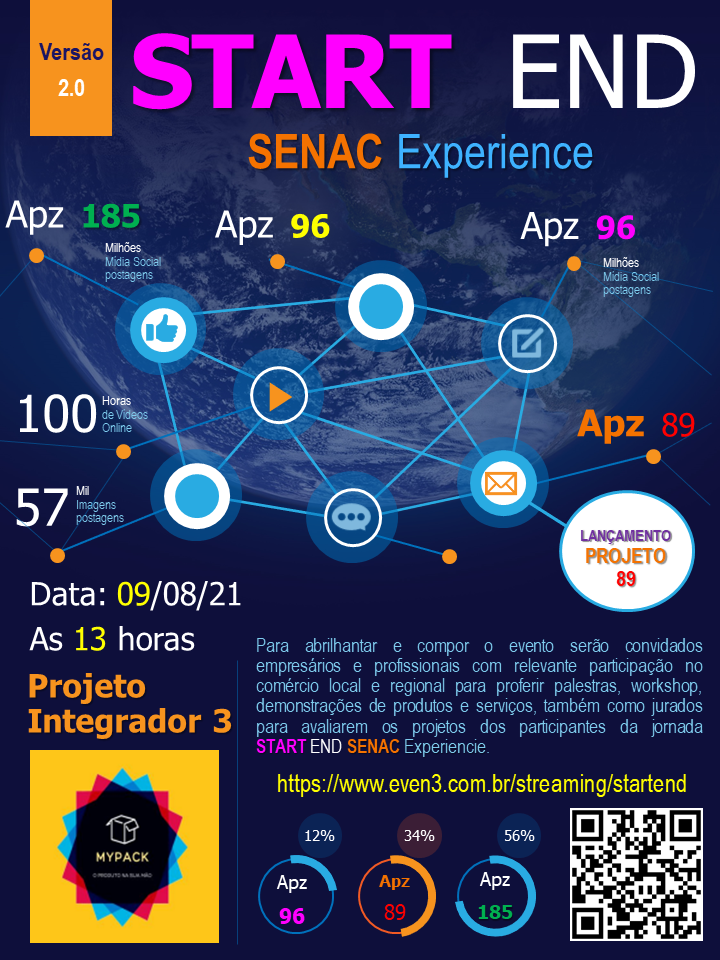 Versão
2.0
START END
SENAC Experience
Apz 185
Milhões
Mídia Social
postagens
Apz 96
Apz 96
Milhões
Mídia Social
postagens
100 Horas
de Vídeos
Online
Apz 89
57 Mil
Imagens
postagens
LANÇAMENTO
PROJETO
89
Data: 09/08/21
As 13 horas
Projeto
Integrador 3
MYPACK
O PRODUTO NA SUA MÃO
Para abrilhantar e compor o evento serão convidados
empresários e profissionais com relevante participação no
comércio local e regional para proferir palestras, workshop,
demonstrações de produtos e serviços, também como jurados
para avaliarem os projetos dos participantes da jornada
START END SENAC Experiencie.
https://www.even3.com.br/streaming/startend
12%
Apz
96
34%
Apz
89
56%
Apz
185